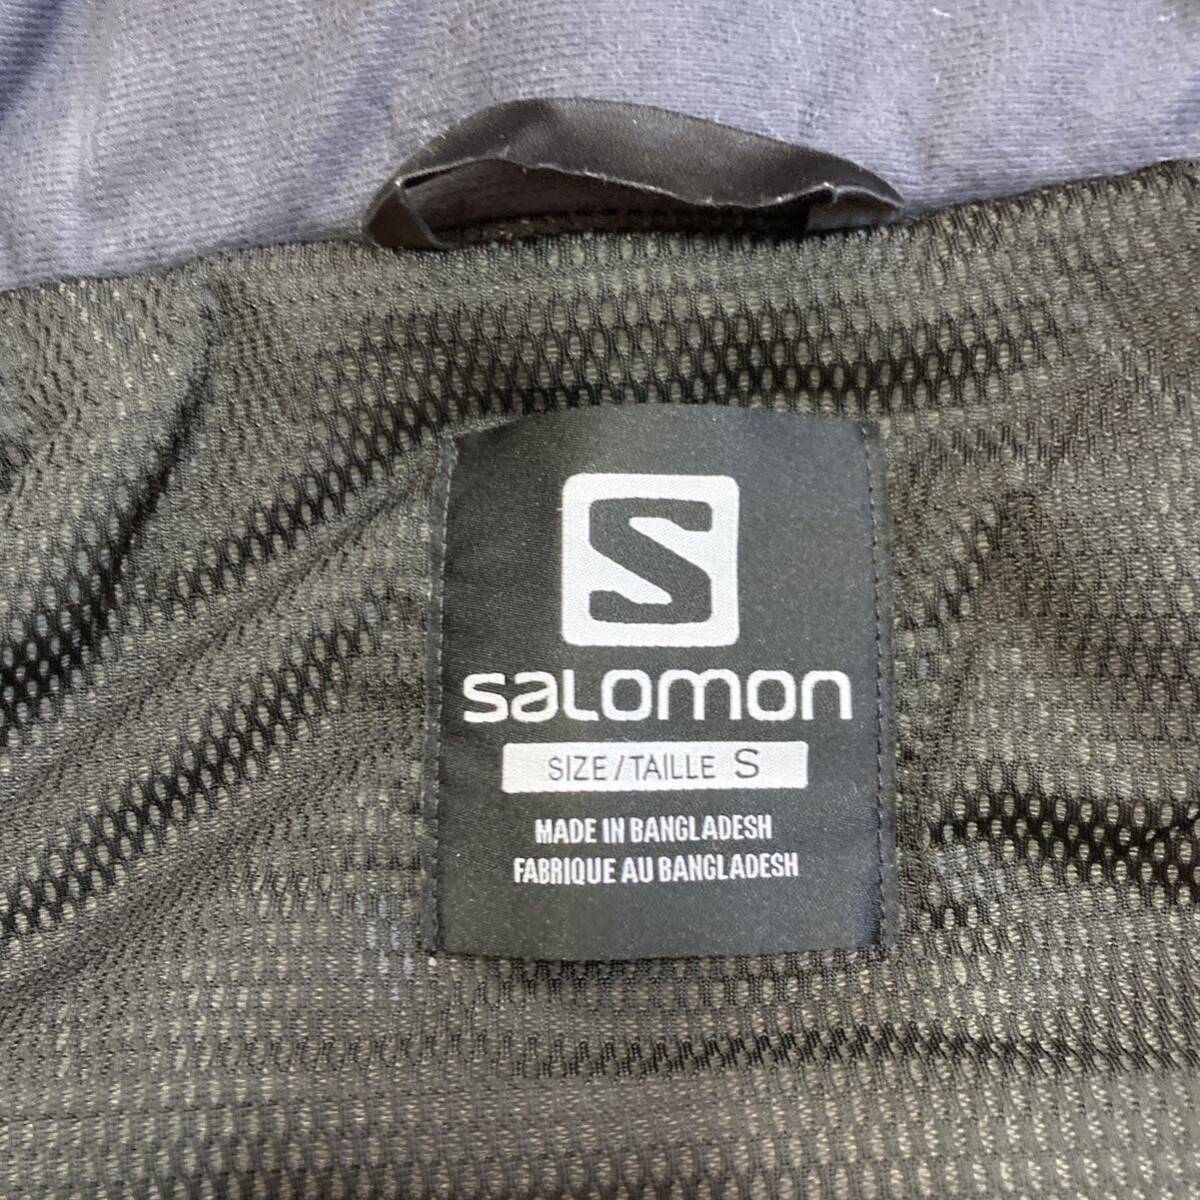 S
SALOMON
SIZE/TAILLE S
MADE IN BANGLADESH
FABRIQUE AU BANGLADESH